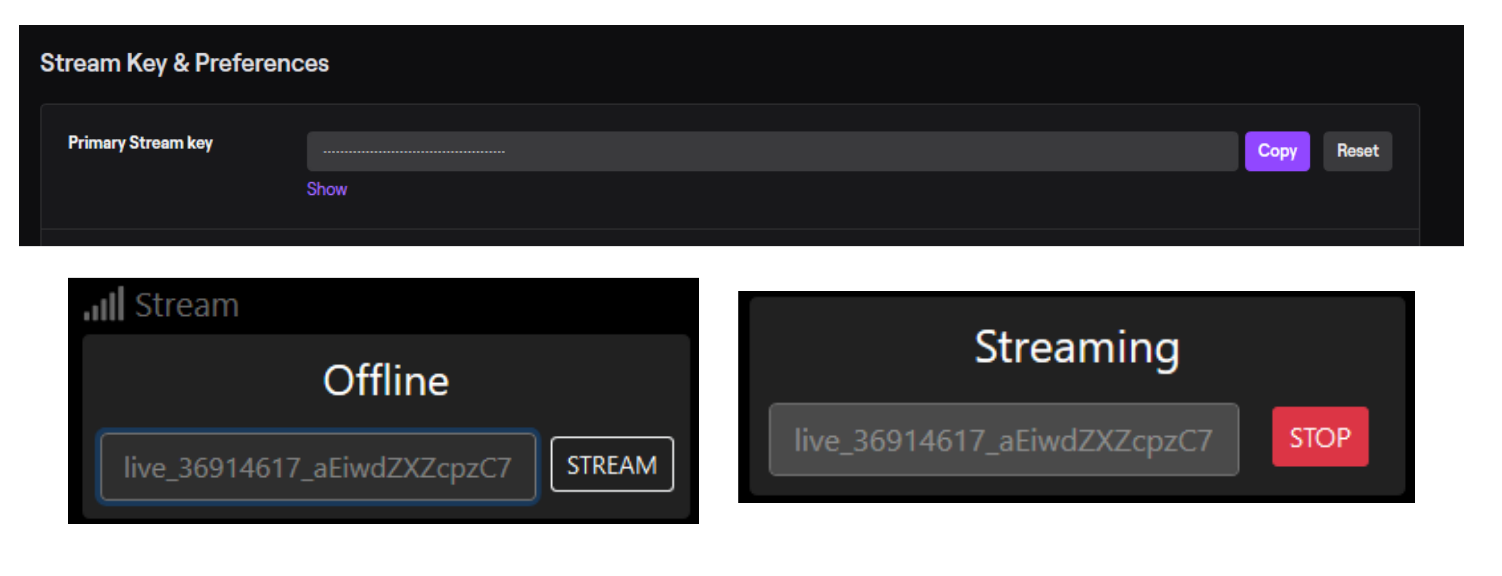 Stream Key & Preferences
Primary Stream key
Copy
Reset
Show
Stream
Offline
live_36914617_aEiwdZXZcpzC7
STREAM
Streaming
live_36914617_aEiwdZXZcpzC7
STOP